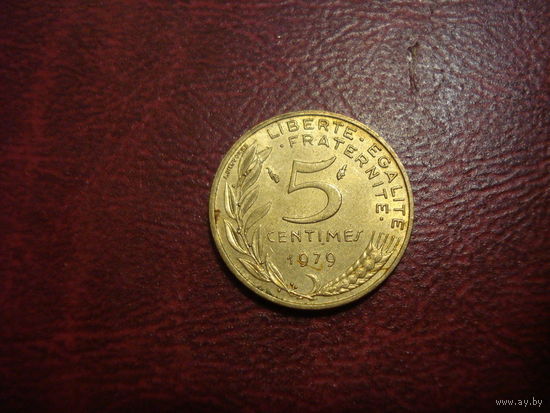 LIBERTE · EGALITE
· FRATERNITE ·
5
CENTIMES
1979
www.ay.by